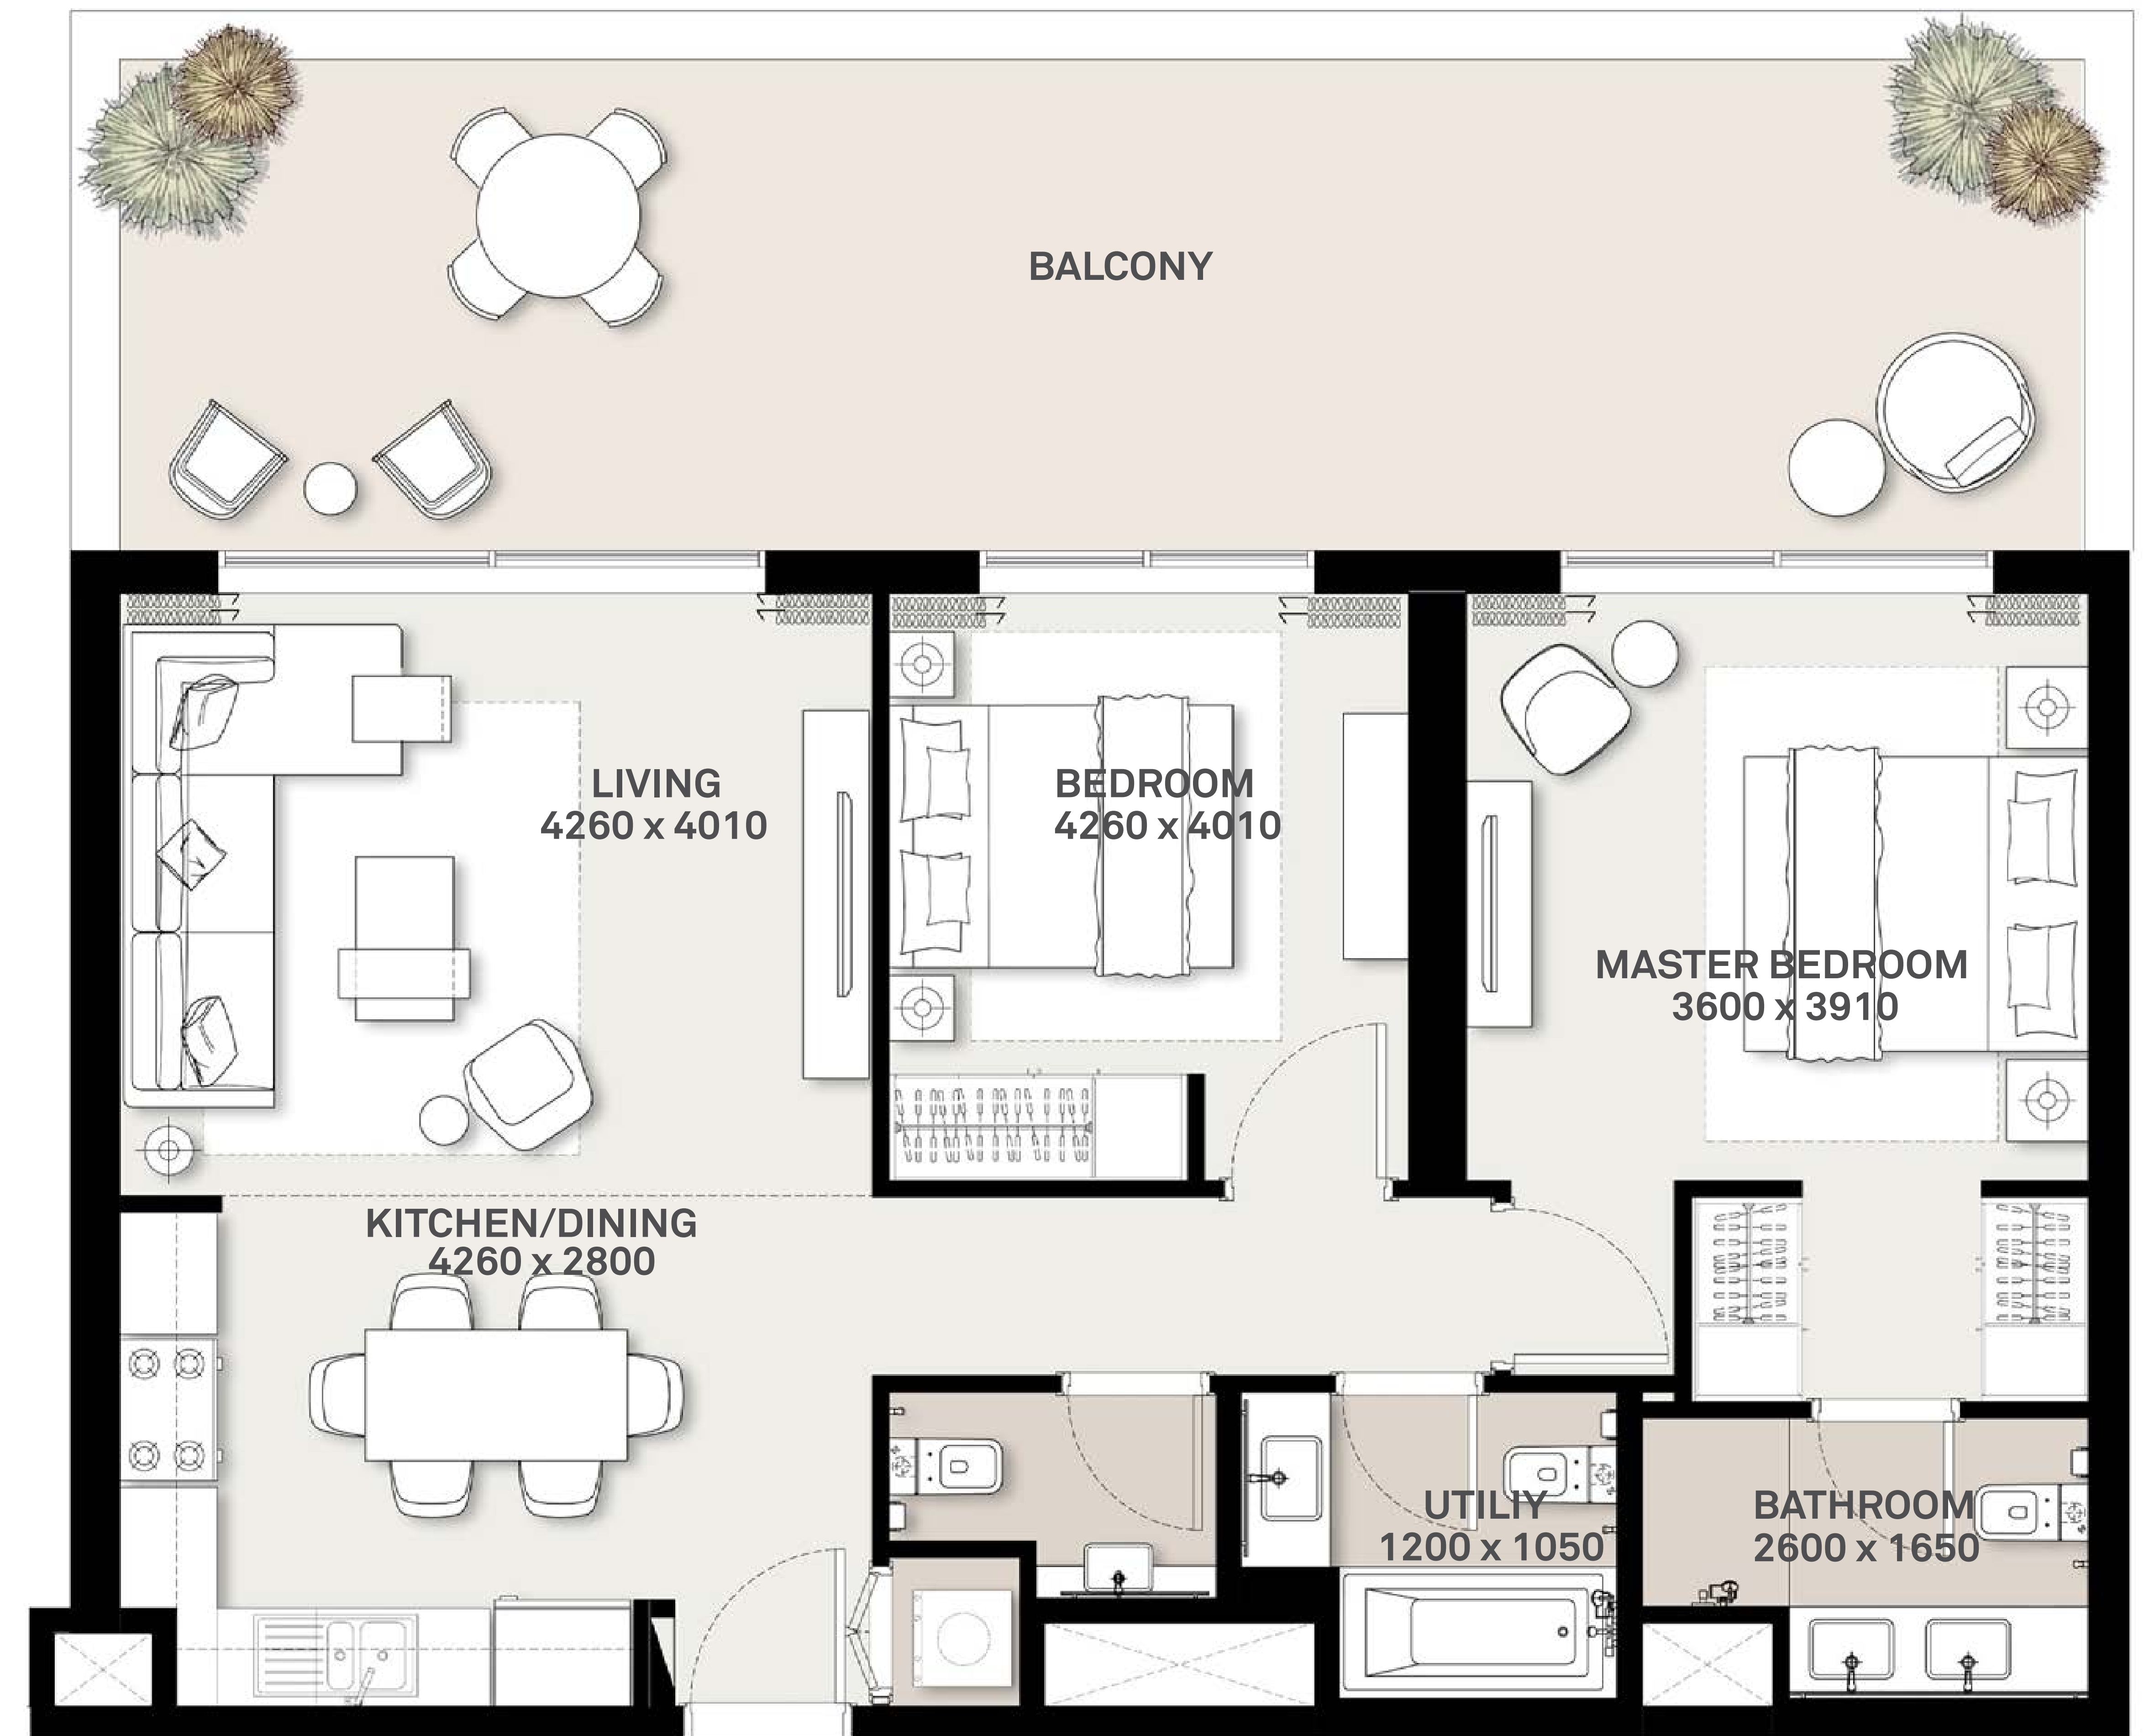 BALCONY
LIVING
4260 x 4010
BEDROOM
4260 x 4010
MASTER BEDROOM
3600 x 3910
KITCHEN/DINING
4260 x 2800
UTILIY
1200 x 1050
BATHROOM
2600 x 1650